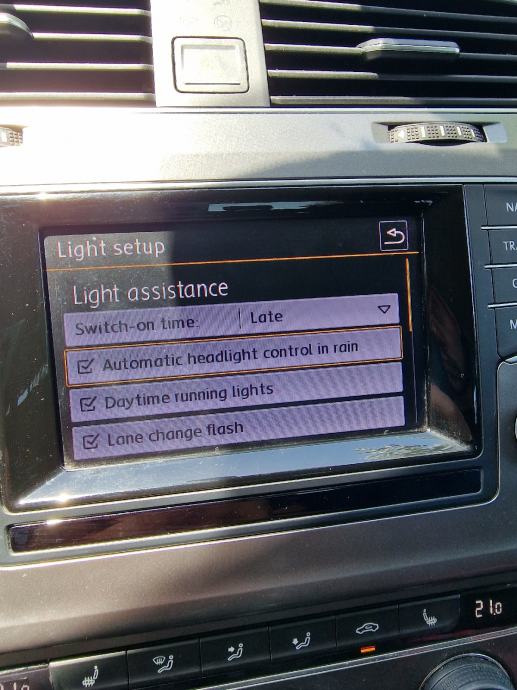 Light setup
Light assistance
Switch-on time: Late
Automatic headlight control in rain
Daytime running lights
Lane change flash
21.0